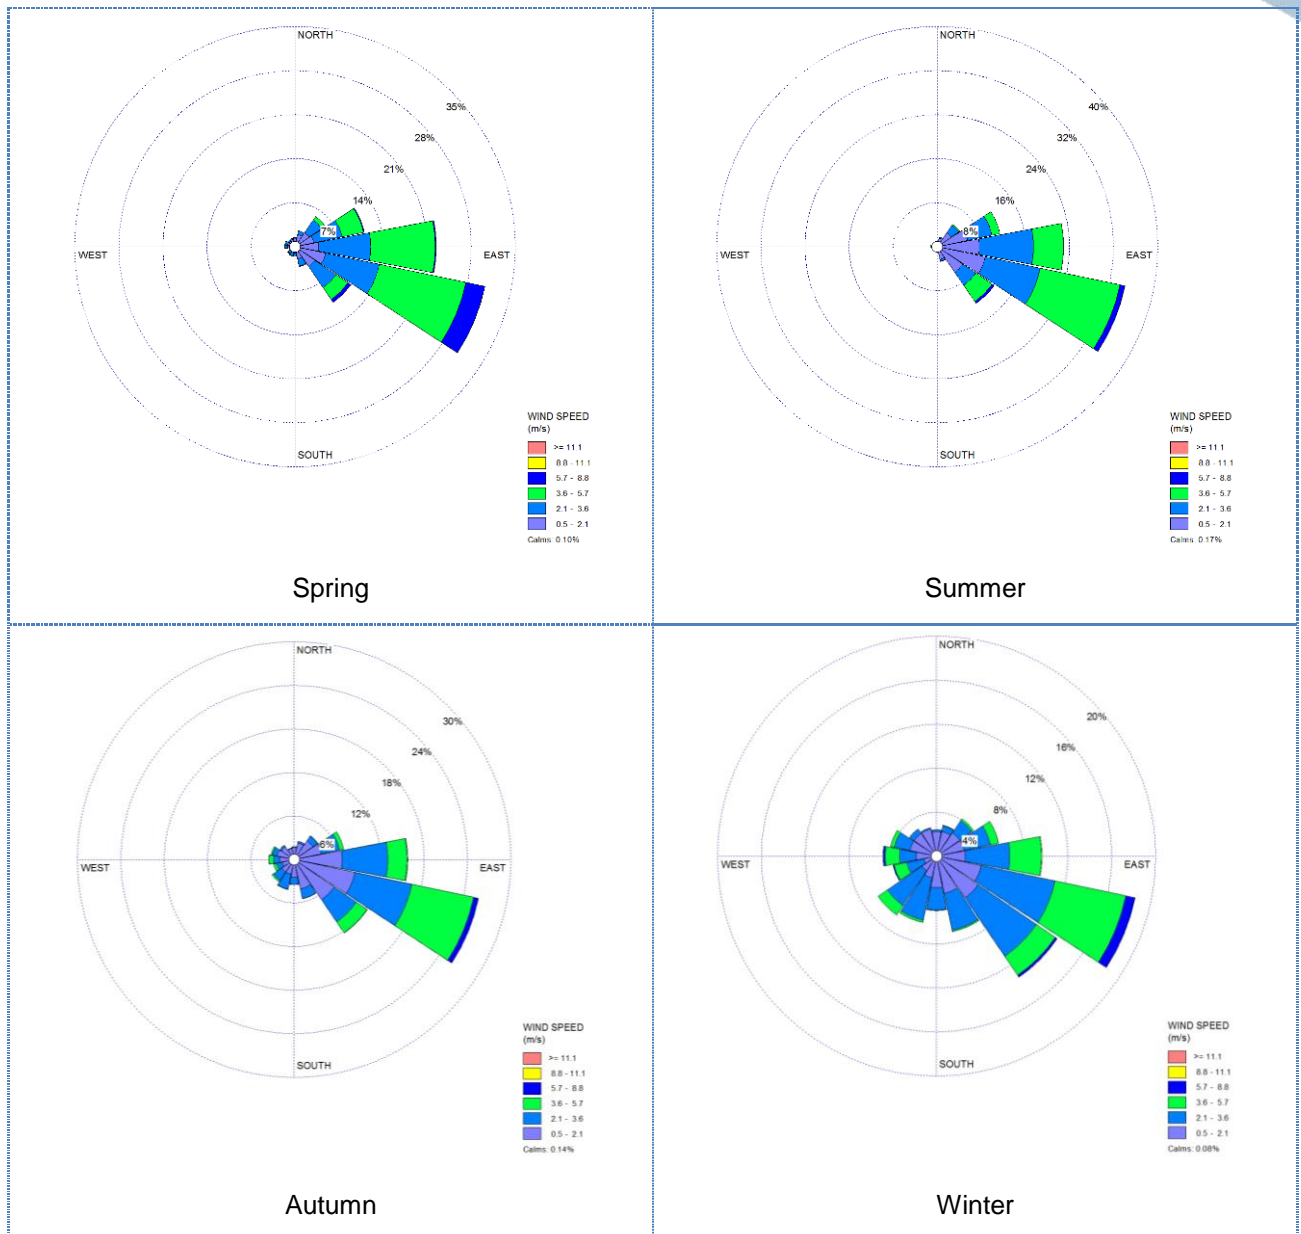 NORTH
35%
28%
21%
14%
7%
WEST
EAST
SOUTH
WIND SPEED
(m/s)
>= 11.1
8.8 - 11.1
5.7 - 8.8
3.6 - 5.7
2.1 - 3.6
0.5 - 2.1
Calms: 0.10%
Spring
NORTH
40%
32%
24%
16%
8%
WEST
EAST
SOUTH
WIND SPEED
(m/s)
>= 11.1
8.8 - 11.1
5.7 - 8.8
3.6 - 5.7
2.1 - 3.6
0.5 - 2.1
Calms: 0.17%
Summer
NORTH
30%
24%
18%
12%
6%
WEST
EAST
SOUTH
WIND SPEED
(m/s)
>= 11.1
8.8 - 11.1
5.7 - 8.8
3.6 - 5.7
2.1 - 3.6
0.5 - 2.1
Calms: 0.14%
Autumn
NORTH
20%
16%
12%
8%
4%
WEST
EAST
SOUTH
WIND SPEED
(m/s)
>= 11.1
8.8 - 11.1
5.7 - 8.8
3.6 - 5.7
2.1 - 3.6
0.5 - 2.1
Calms: 0.08%
Winter